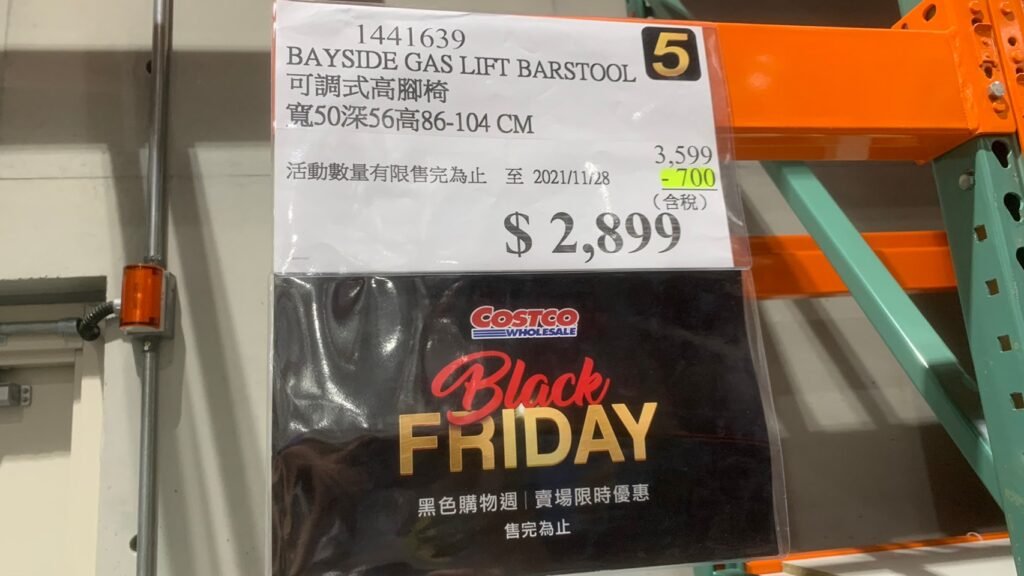 1441639
5
BAYSIDE GAS LIFT BARSTOOL
可調式高腳椅
寬50深56高86-104 CM
3,599
活動數量有限售完為止 至 2021/11/28
- 700
(含稅)
$ 2,899
COSTCO
WHOLESALE
Black
FRIDAY
黑色購物週|賣場限時優惠
售完為止